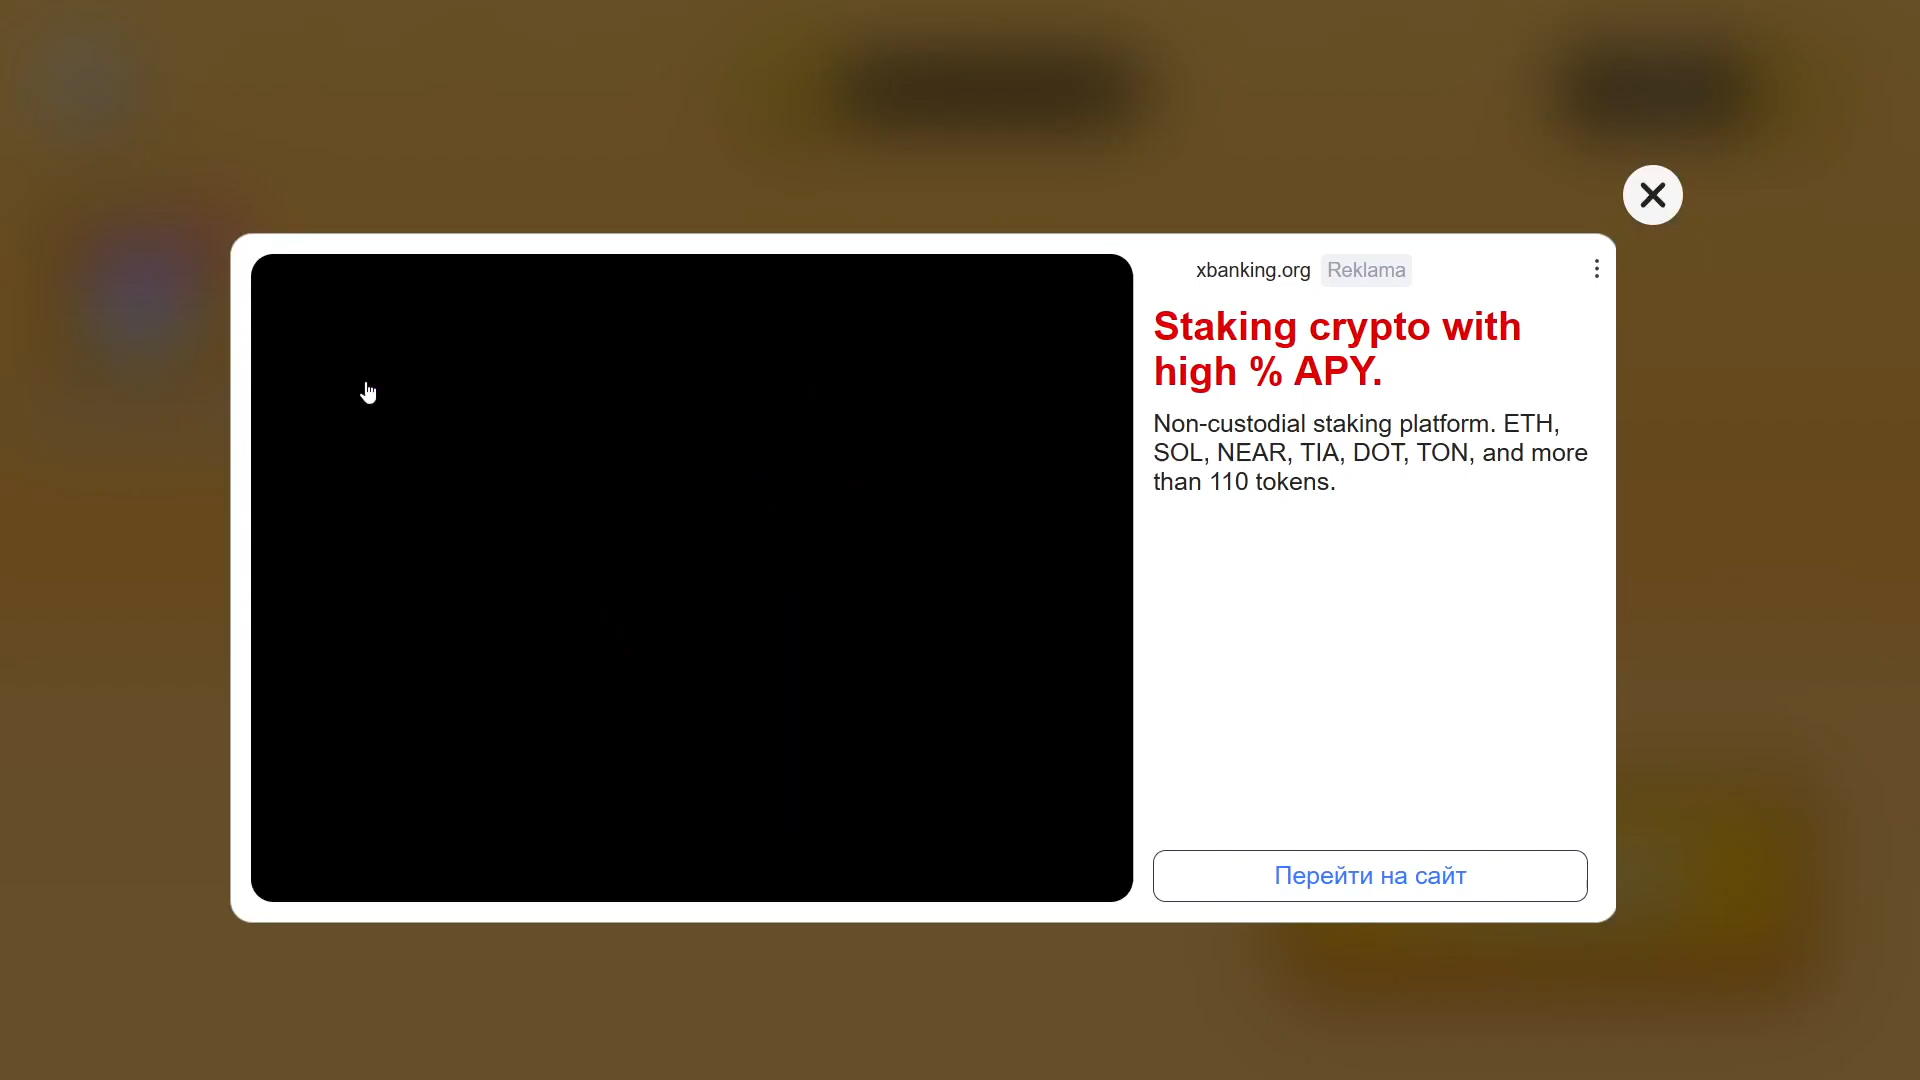 xbanking.org Reklama
Staking crypto with
high % APY.
Non-custodial staking platform. ETH,
SOL, NEAR, TIA, DOT, TON, and more
than 110 tokens.
Перейти на сайт